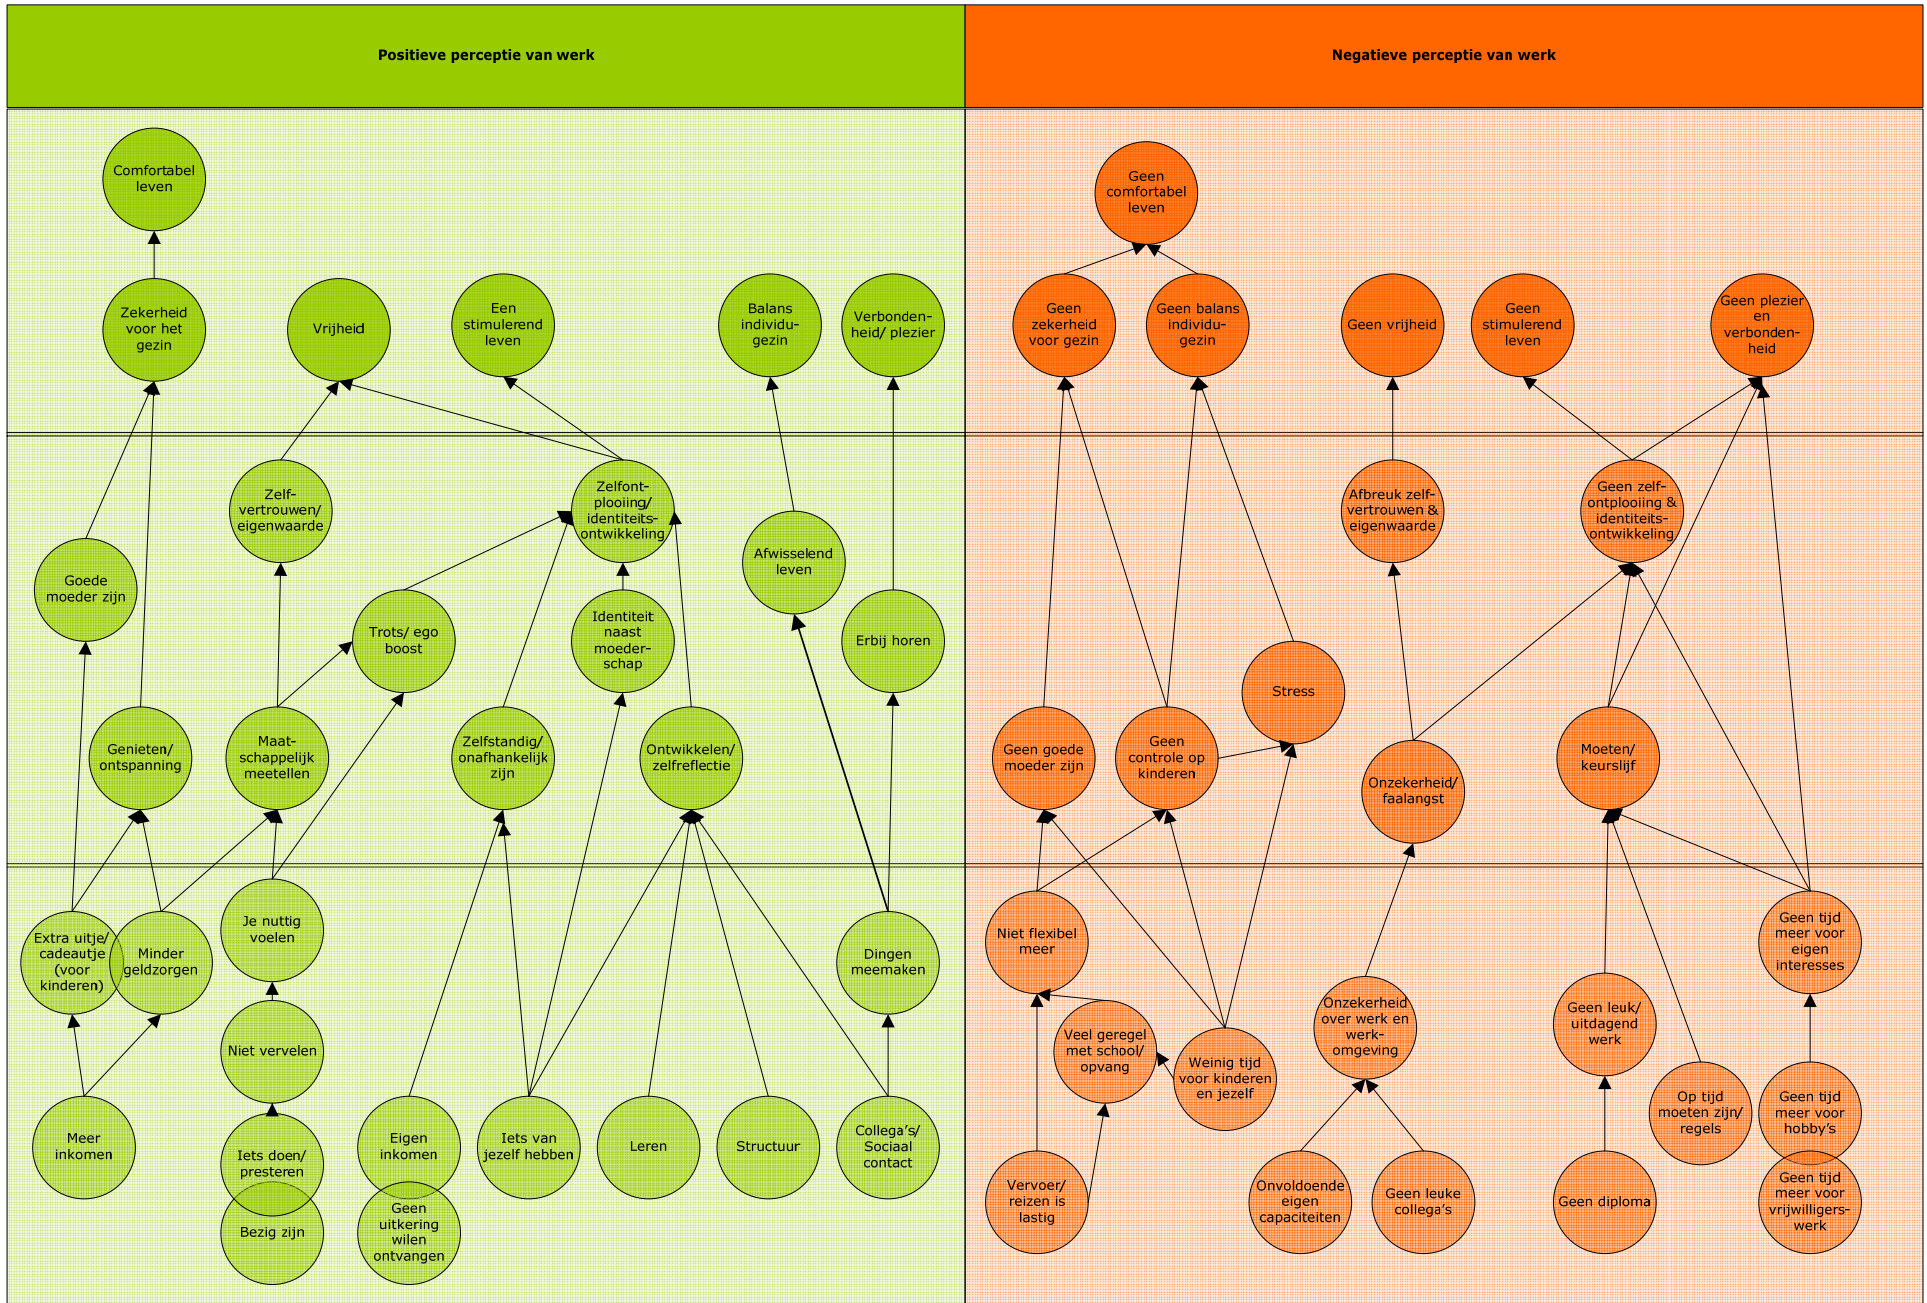 Positieve perceptie van werk
Negatieve perceptie van werk
Comfortabel
leven
Zekerheid
voor het
gezin
Vrijheid
Een
stimulerend
leven
Balans
individu-
gezin
Verbonden-
heid/ plezier
Zelf-
vertrouwen/
eigenwaarde
Zelfont-
plooiing/
identiteits-
ontwikkeling
Afwisselend
leven
Goede
moeder zijn
Trots/ ego
boost
Identiteit
naast
moeder-
schap
Erbij horen
Genieten/
ontspanning
Maat-
schappelijk
meetellen
Zelfstandig/
onafhankelijk
zijn
Ontwikkelen/
zelfreflectie
Extra uitje/
cadeautje
(voor
kinderen)
Minder
geldzorgen
Je nuttig
voelen
Dingen
meemaken
Niet vervelen
Meer
inkomen
Iets doen/
presteren
Bezig zijn
Eigen
inkomen
Geen
uitkering
wilen
ontvangen
Iets van
jezelf hebben
Leren
Structuur
Collega's/
Sociaal
contact
Geen
comfortabel
leven
Geen
zekerheid
voor gezin
Geen balans
individu-
gezin
Geen vrijheid
Geen
stimulerend
leven
Geen plezier
en
verbonden-
heid
Afbreuk zelf-
vertrouwen &
eigenwaarde
Geen zelf-
ontplooiing &
identiteits-
ontwikkeling
Stress
Geen goede
moeder zijn
Geen
controle op
kinderen
Onzekerheid/
faalangst
Moeten/
keurslijf
Niet flexibel
meer
Veel geregel
met school/
opvang
Weinig tijd
voor kinderen
en jezelf
Onzekerheid
over werk en
werk-
omgeving
Geen leuk/
uitdagend
werk
Geen tijd
meer voor
eigen
interesses
Op tijd
moeten zijn/
regels
Geen tijd
meer voor
hobby's
Vervoer/
reizen is
lastig
Onvoldoende
eigen
capaciteiten
Geen leuke
collega's
Geen diploma
Geen tijd
meer voor
vrijwilligers-
werk